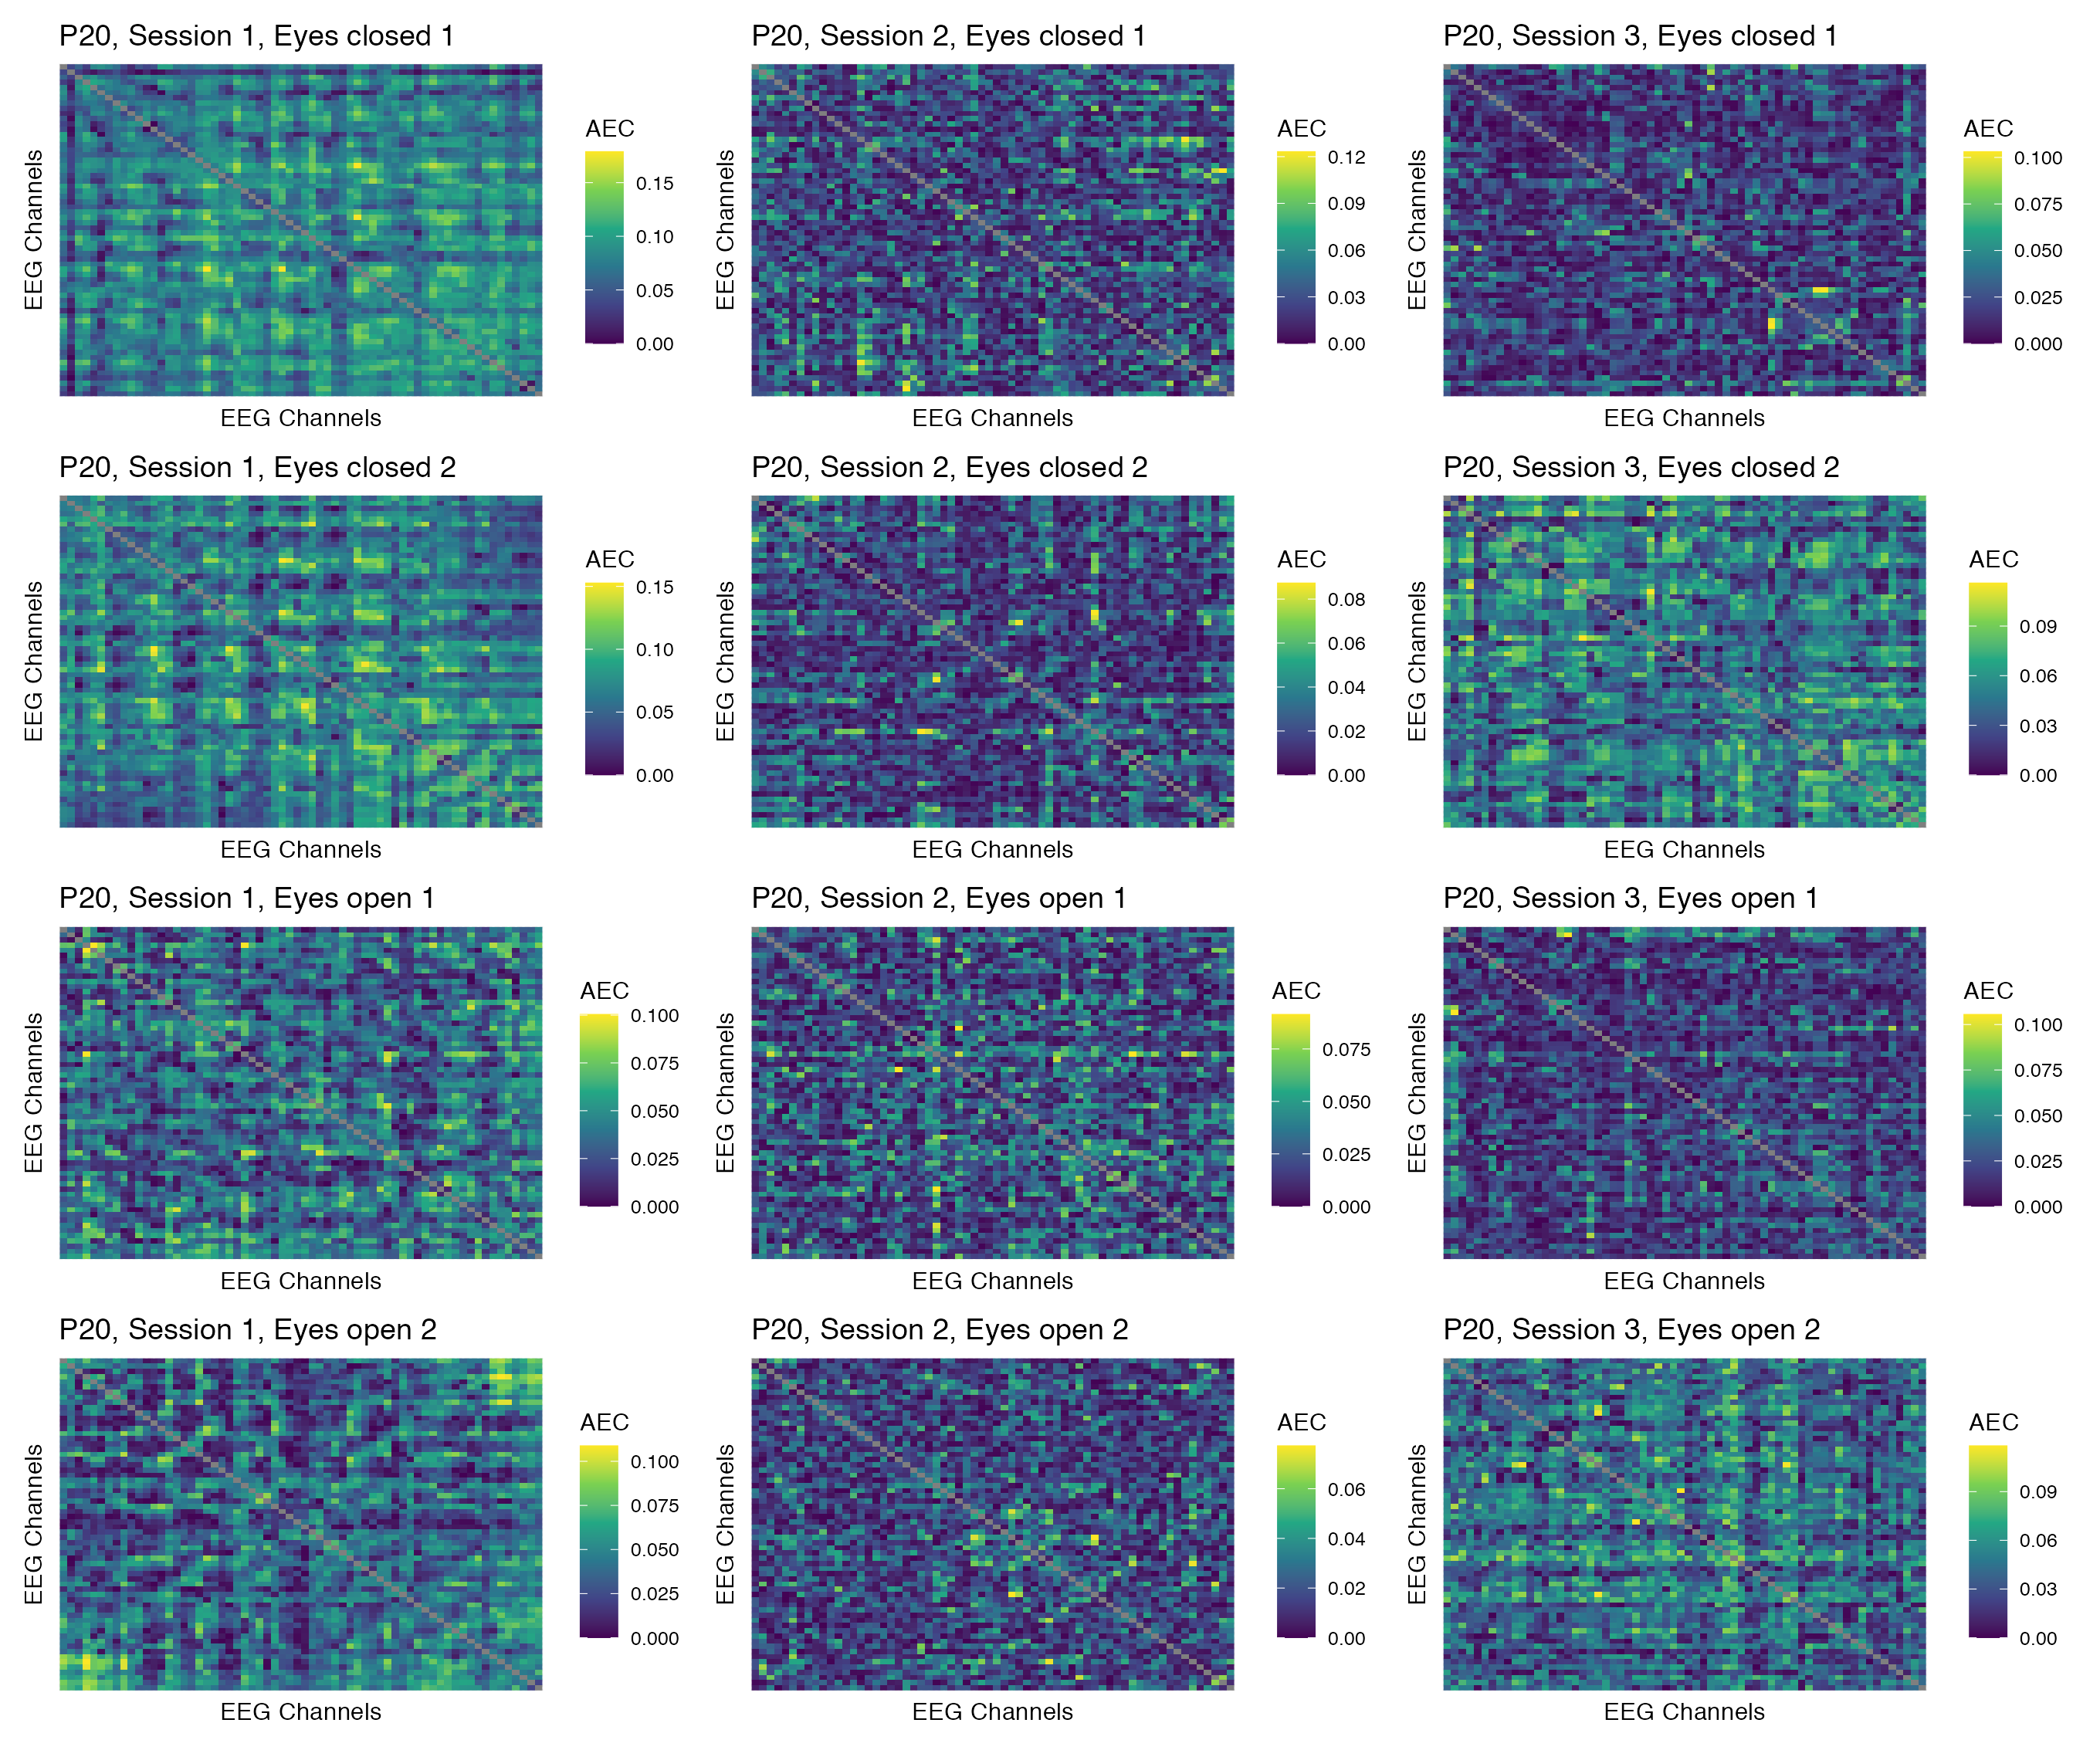 P20, Session 1, Eyes closed 1
EEG Channels
EEG Channels
AEC
0.15
0.10
0.05
0.00
P20, Session 2, Eyes closed 1
EEG Channels
EEG Channels
AEC
0.12
0.09
0.06
0.03
0.00
P20, Session 3, Eyes closed 1
EEG Channels
EEG Channels
AEC
0.100
0.075
0.050
0.025
0.000
P20, Session 1, Eyes closed 2
EEG Channels
EEG Channels
AEC
0.15
0.10
0.05
0.00
P20, Session 2, Eyes closed 2
EEG Channels
EEG Channels
AEC
0.08
0.06
0.04
0.02
0.00
P20, Session 3, Eyes closed 2
EEG Channels
EEG Channels
AEC
0.09
0.06
0.03
0.00
P20, Session 1, Eyes open 1
EEG Channels
EEG Channels
AEC
0.100
0.075
0.050
0.025
0.000
P20, Session 2, Eyes open 1
EEG Channels
EEG Channels
AEC
0.075
0.050
0.025
0.000
P20, Session 3, Eyes open 1
EEG Channels
EEG Channels
AEC
0.100
0.075
0.050
0.025
0.000
P20, Session 1, Eyes open 2
EEG Channels
EEG Channels
AEC
0.100
0.075
0.050
0.025
0.000
P20, Session 2, Eyes open 2
EEG Channels
EEG Channels
AEC
0.06
0.04
0.02
0.00
P20, Session 3, Eyes open 2
EEG Channels
EEG Channels
AEC
0.09
0.06
0.03
0.00